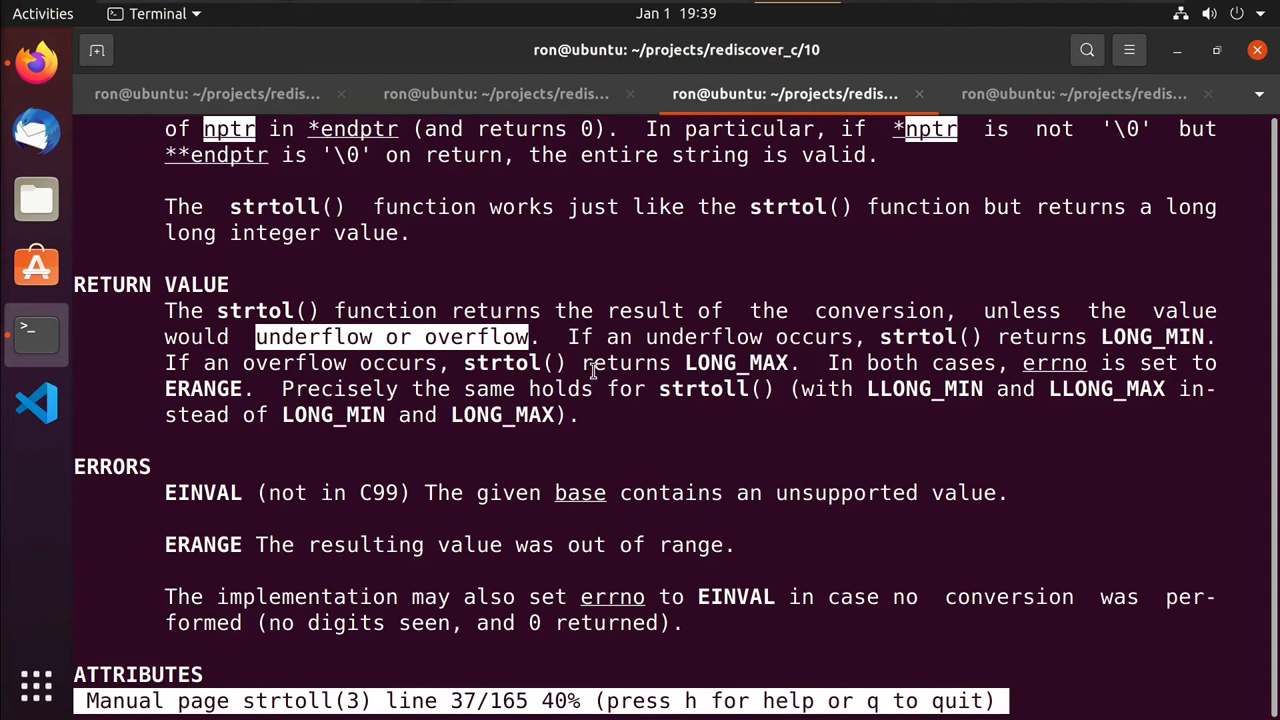 Activities Terminal Jan 1 19:39
ron@ubuntu: ~/projects/rediscover_c/10
ron@ubuntu: ~/projects/redis... ron@ubuntu: ~/projects/redis... ron@ubuntu: ~/projects/redis... ron@ubuntu: ~/projects/redis...
of nptr in *endptr (and returns 0). In particular, if *nptr is not '\0' but
**endptr is '\0' on return, the entire string is valid.
The strtoll() function works just like the strtol() function but returns a long
long integer value.
RETURN VALUE
The strtol() function returns the result of the conversion, unless the value
would underflow or overflow. If an underflow occurs, strtol() returns LONG_MIN.
If an overflow occurs, strtol() returns LONG_MAX. In both cases, errno is set to
ERANGE. Precisely the same holds for strtoll() (with LLONG_MIN and LLONG_MAX in-
stead of LONG_MIN and LONG_MAX).
ERRORS
EINVAL (not in C99) The given base contains an unsupported value.
ERANGE The resulting value was out of range.
The implementation may also set errno to EINVAL in case no conversion was per-
formed (no digits seen, and 0 returned).
ATTRIBUTES
Manual page strtoll(3) line 37/165 40% (press h for help or q to quit)